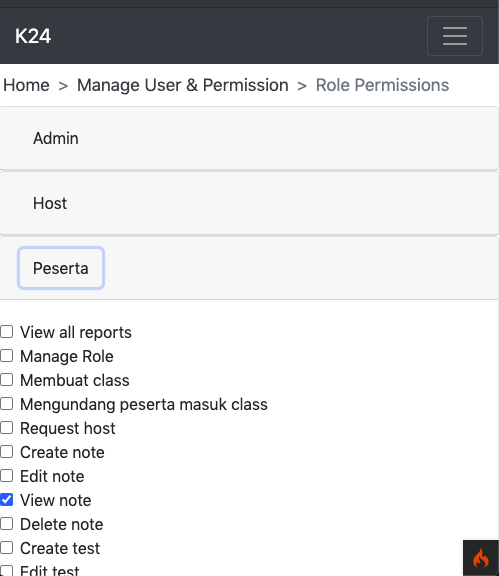 K24
Home > Manage User & Permission > Role Permissions
Admin
Host
Peserta
View all reports
Manage Role
Membuat class
Mengundang peserta masuk class
Request host
Create note
Edit note
View note
Delete note
Create test
Edit test